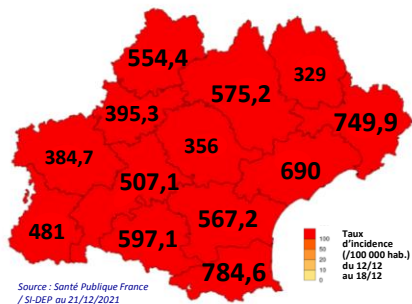 554,4
575,2
329
395,3
749,9
384,7
356
507,1
690
481
597,1
567,2
784,6
Taux
d'incidence
(/100 000 hab.)
du 12/12
au 18/12
100
50
20
10
0
Source : Santé Publique France
/ SI-DEP au 21/12/2021